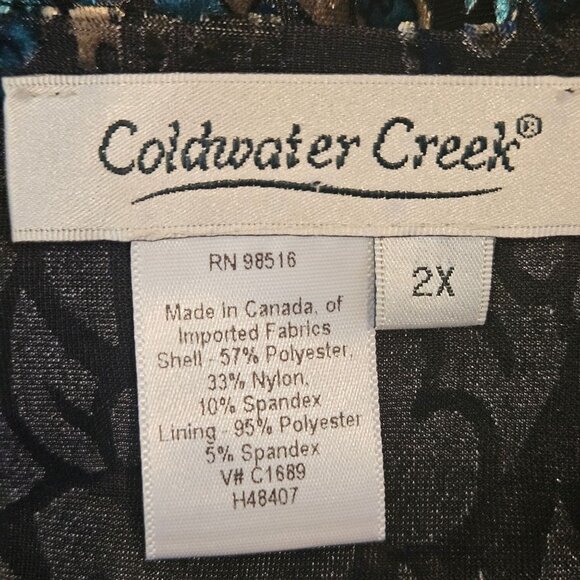 Coldwater Creek®
RN 98516
2X
Made in Canada, of
Imported Fabrics
Shell - 57% Polyester,
33% Nylon,
10% Spandex
Lining - 95% Polyester
5% Spandex
V# C1689
H48407